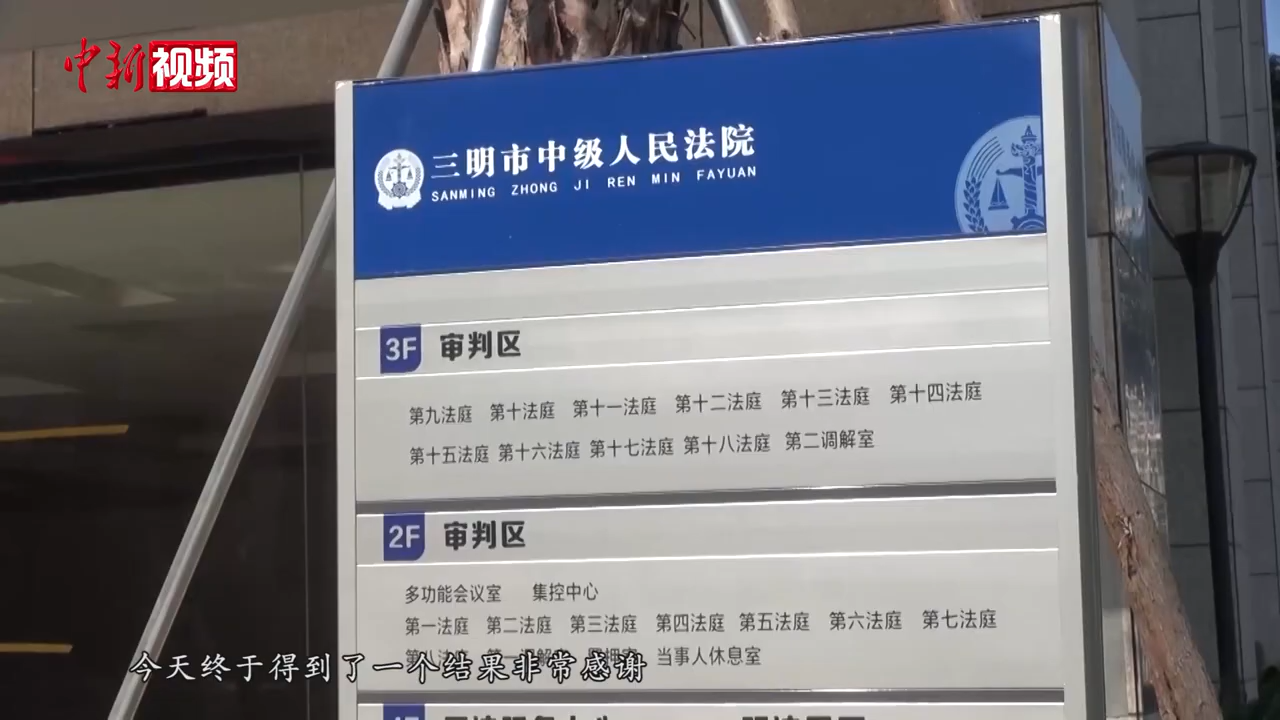 中新视频
三明市中级人民法院
SANMING ZHONG JI REN MIN FAYUAN
3F 审判区
第九法庭 第十法庭 第十一法庭 第十二法庭 第十三法庭 第十四法庭
第十五法庭 第十六法庭 第十七法庭 第十八法庭 第二调解室
2F 审判区
多功能会议室 集控中心
第一法庭 第二法庭 第三法庭 第四法庭 第五法庭 第六法庭 第七法庭
第八法庭 当事人休息室
今天终于得到了一个结果非常感谢